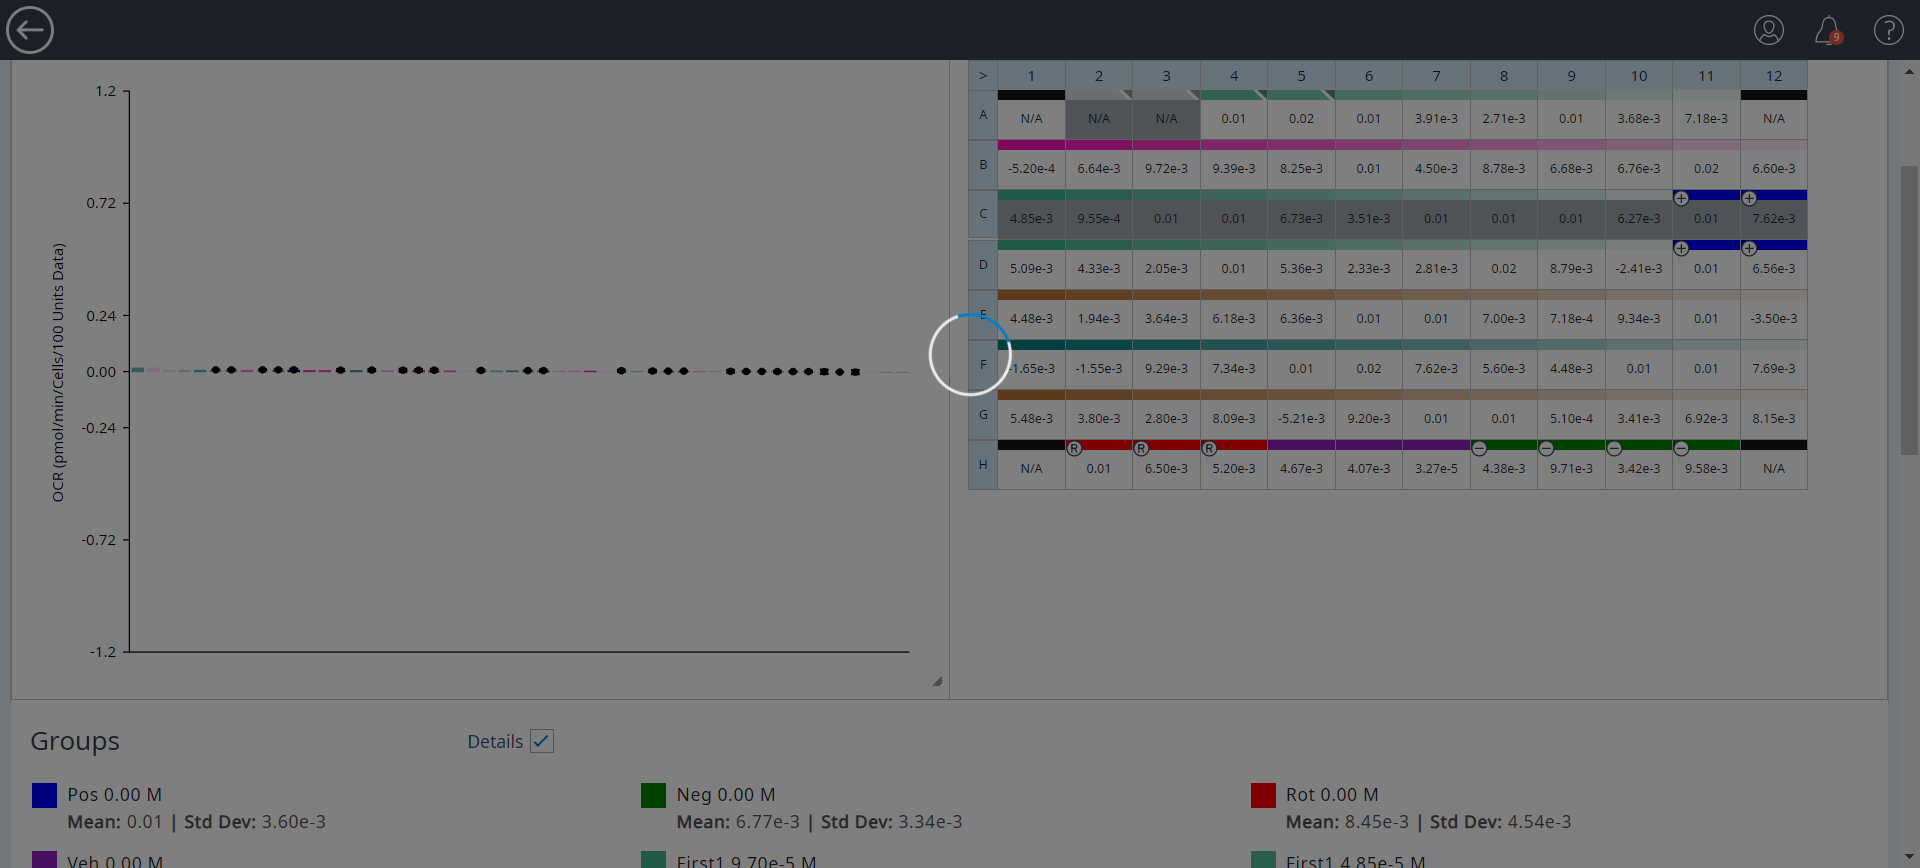 9
?
1.2
0.72
0.24
0.00
-0.24
-0.72
-1.2
OCR (pmol/min/Cells/100 Units Data)
> 1 2 3 4 5 6 7 8 9 10 11 12
A N/A N/A N/A 0.01 0.02 0.01 3.91e-3 2.71e-3 0.01 3.68e-3 7.18e-3 N/A
B -5.20e-4 6.64e-3 9.72e-3 9.39e-3 8.25e-3 0.01 4.50e-3 8.78e-3 6.68e-3 6.76e-3 0.02 6.60e-3
C 4.85e-3 9.55e-4 0.01 0.01 6.73e-3 3.51e-3 0.01 0.01 0.01 6.27e-3 0.01 7.62e-3
D 5.09e-3 4.33e-3 2.05e-3 0.01 5.36e-3 2.33e-3 2.81e-3 0.02 8.79e-3 -2.41e-3 0.01 6.56e-3
E 4.48e-3 1.94e-3 3.64e-3 6.18e-3 6.36e-3 0.01 0.01 7.00e-3 7.18e-4 9.34e-3 0.01 -3.50e-3
F -1.65e-3 -1.55e-3 9.29e-3 7.34e-3 0.01 0.02 7.62e-3 5.60e-3 4.48e-3 0.01 0.01 7.69e-3
G 5.48e-3 3.80e-3 2.80e-3 8.09e-3 -5.21e-3 9.20e-3 0.01 0.01 5.10e-4 3.41e-3 6.92e-3 8.15e-3
R R R
H N/A 0.01 6.50e-3 5.20e-3 4.67e-3 4.07e-3 3.27e-5 4.38e-3 9.71e-3 3.42e-3 9.58e-3 N/A
Groups
Details
Pos 0.00 M
Mean: 0.01 | Std Dev: 3.60e-3
Neg 0.00 M
Mean: 6.77e-3 | Std Dev: 3.34e-3
Rot 0.00 M
Mean: 8.45e-3 | Std Dev: 4.54e-3
Veh 0.00 M
First1 9.70e-5 M
First1 4.85e-5 M